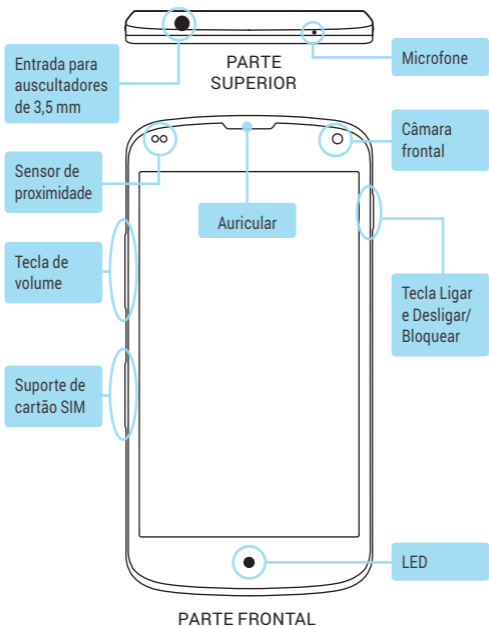 Entrada para
auscultadores
de 3,5 mm
PARTE
SUPERIOR
Microfone
Sensor de
proximidade
Câmara
frontal
Auricular
Tecla de
volume
Tecla Ligar
e Desligar/
Bloquear
Suporte de
cartão SIM
LED
PARTE FRONTAL